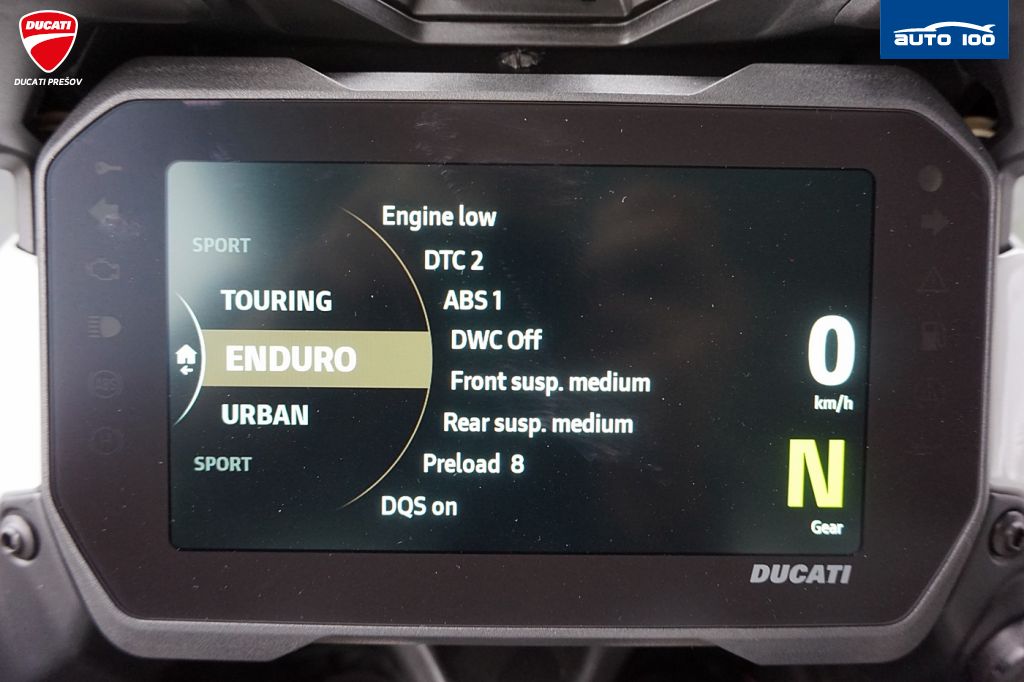 DUCATI
DUCATI PREŠOV
AUTO 100
SPORT
TOURING
ENDURO
URBAN
SPORT
Engine low
DTC 2
ABS 1
DWC Off
Front susp. medium
Rear susp. medium
Preload 8
DQS on
0
km/h
N
Gear
DUCATI
ABS